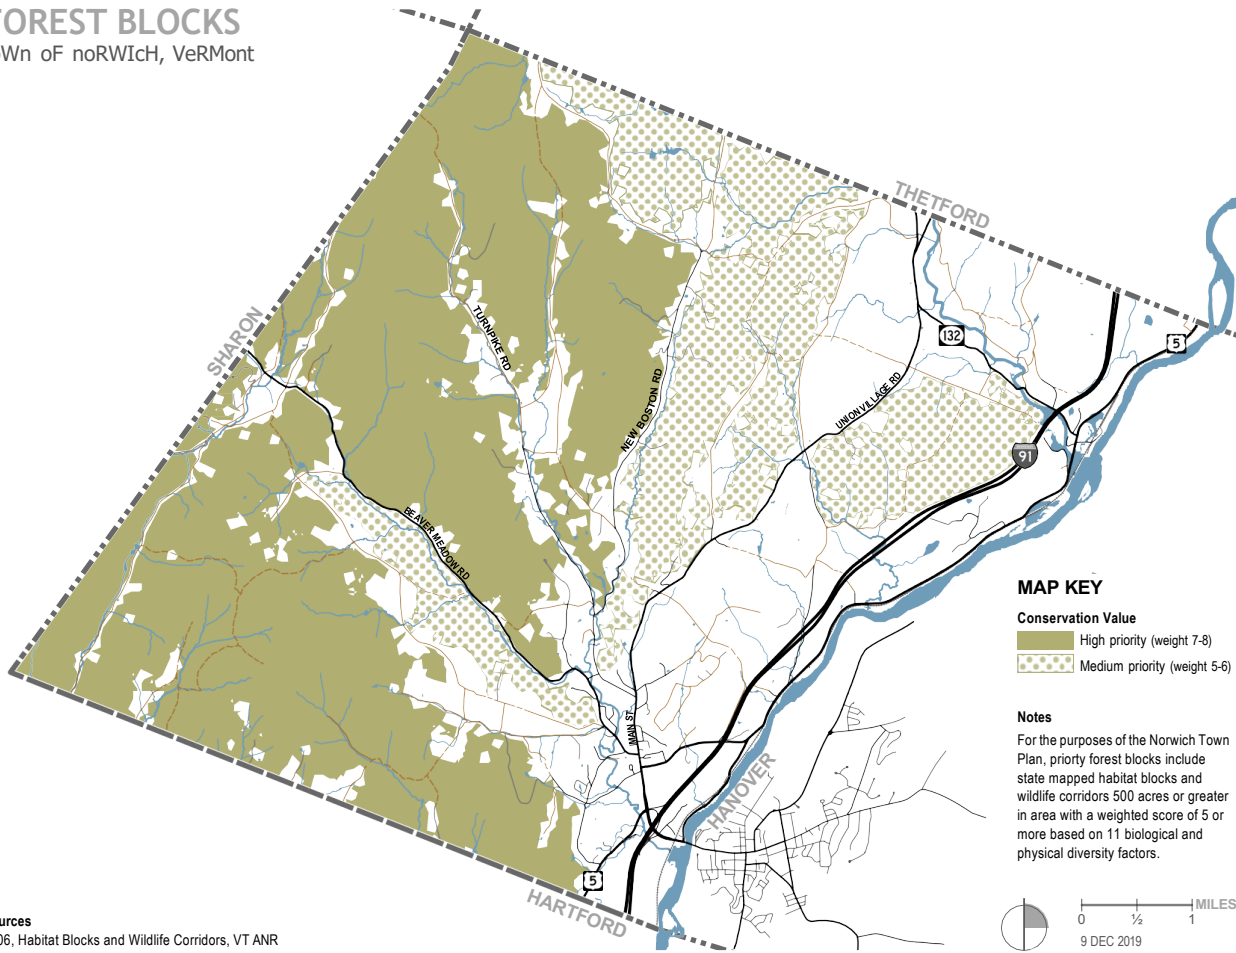 FOREST BLOCKS
oWn oF noRWIcH, VeRMont
THETFORD
SHARON
TURNPIKE RD
132
5
NEW BOSTON RD
UNION VILLAGE RD
91
BEAVER MEADOW RD
MAIN ST
HANOVER
5
HARTFORD
MAP KEY
Conservation Value
High priority (weight 7-8)
Medium priority (weight 5-6)
Notes
For the purposes of the Norwich Town
Plan, priorty forest blocks include
state mapped habitat blocks and
wildlife corridors 500 acres or greater
in area with a weighted score of 5 or
more based on 11 biological and
physical diversity factors.
MILES
0 ½ 1
9 DEC 2019
urces
06, Habitat Blocks and Wildlife Corridors, VT ANR